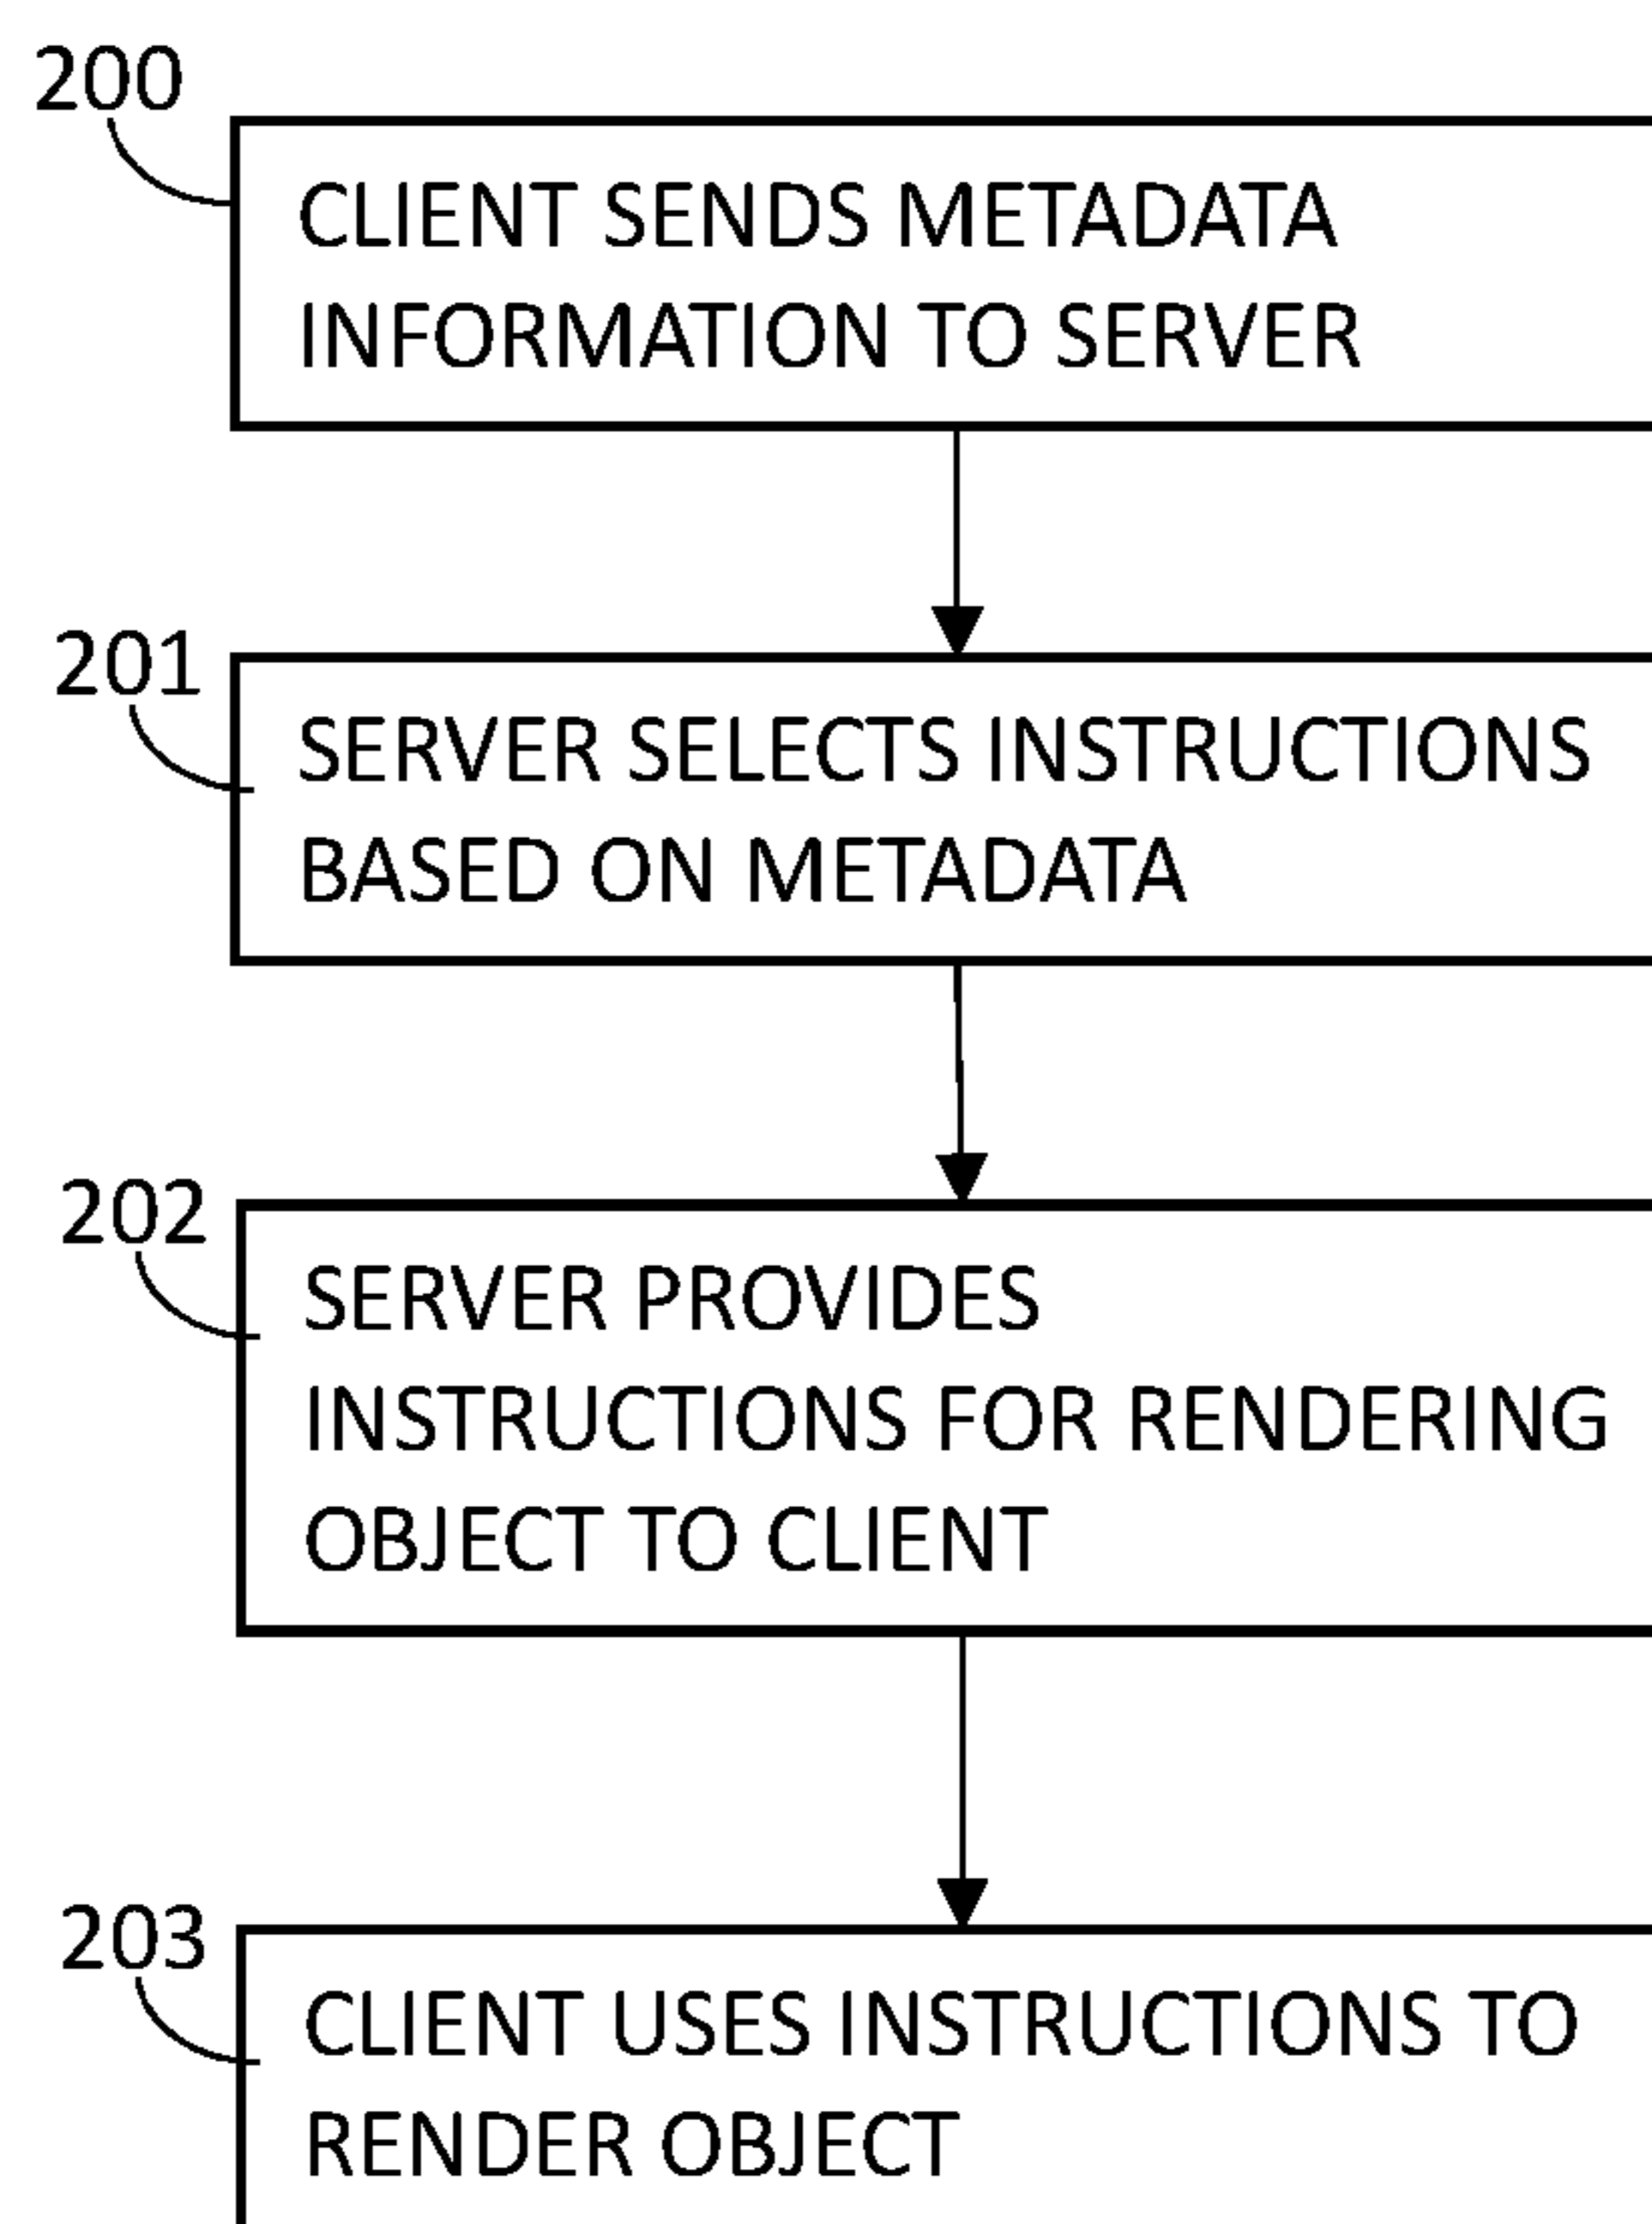 200
CLIENT SENDS METADATA
INFORMATION TO SERVER
201
SERVER SELECTS INSTRUCTIONS
BASED ON METADATA
202
SERVER PROVIDES
INSTRUCTIONS FOR RENDERING
OBJECT TO CLIENT
203
CLIENT USES INSTRUCTIONS TO
RENDER OBJECT